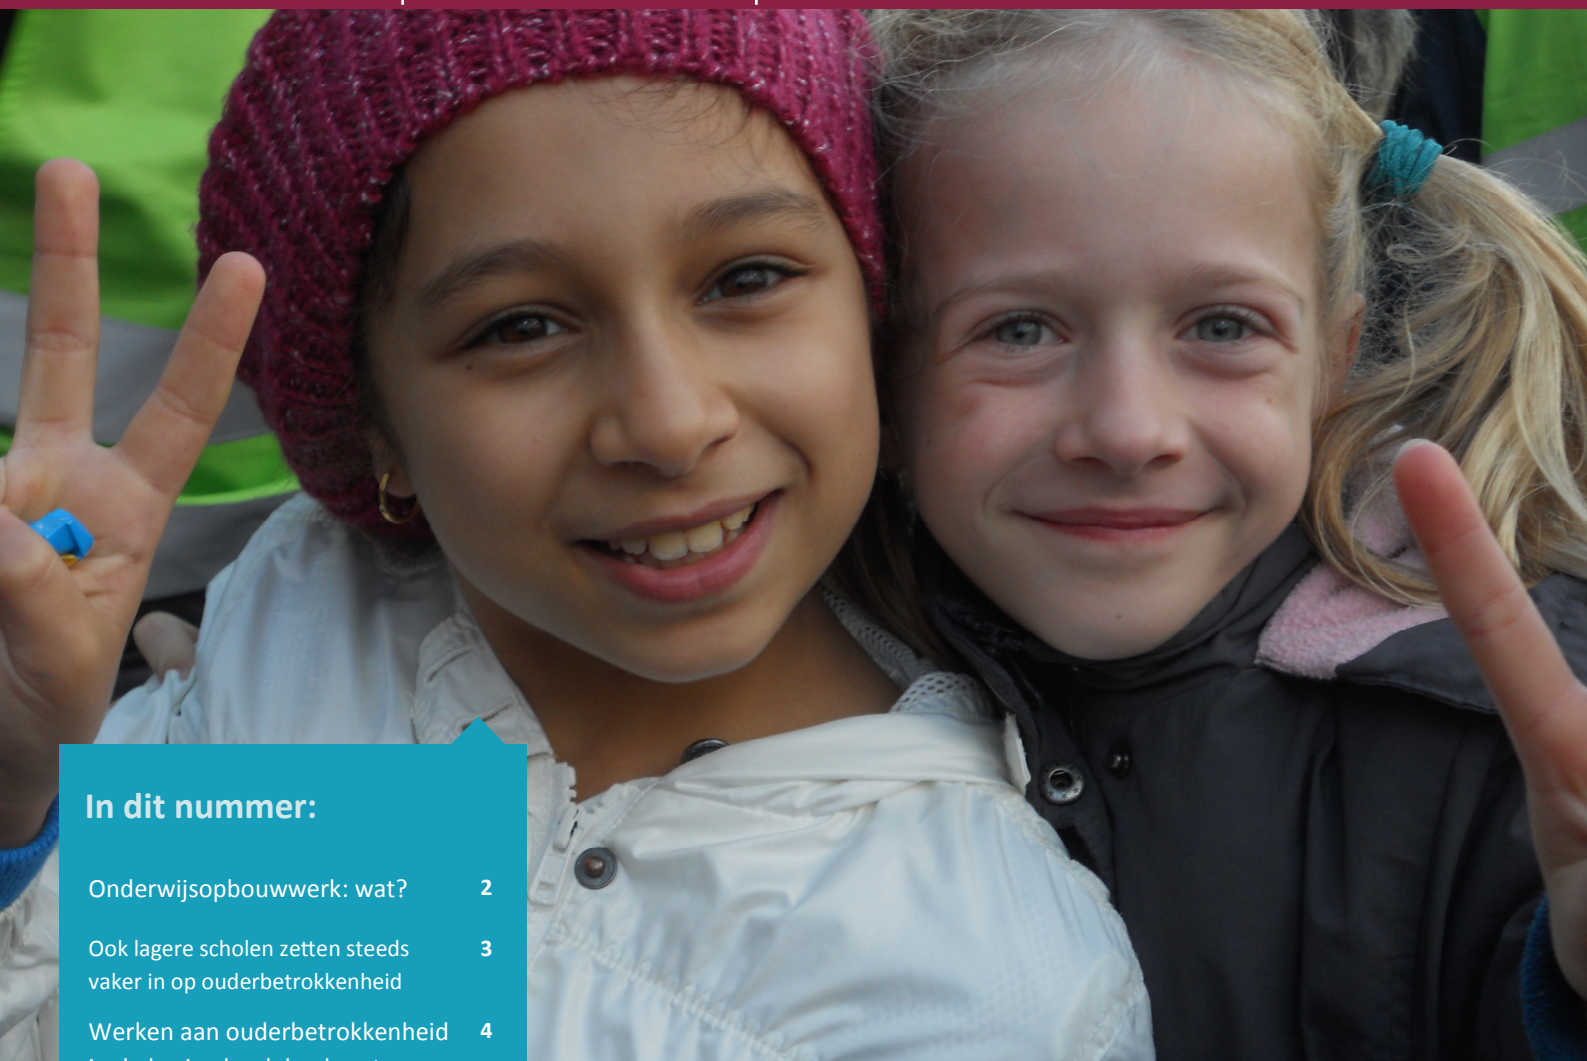 In dit nummer:
Onderwijsopbouwwerk: wat? 2
Ook lagere scholen zetten steeds 3
vaker in op ouderbetrokkenheid
Werken aan ouderbetrokkenheid 4